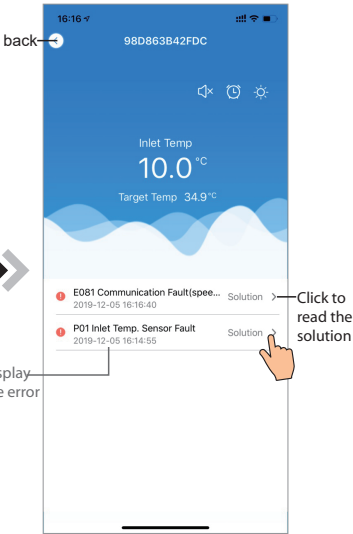 16:16
back
98D863B42FDC
Inlet Temp
10.0 °C
Target Temp 34.9°C
E081 Communication Fault(spee... Solution
2019-12-05 16:16:40
Click to
read the
solution
P01 Inlet Temp. Sensor Fault Solution
2019-12-05 16:14:55
error